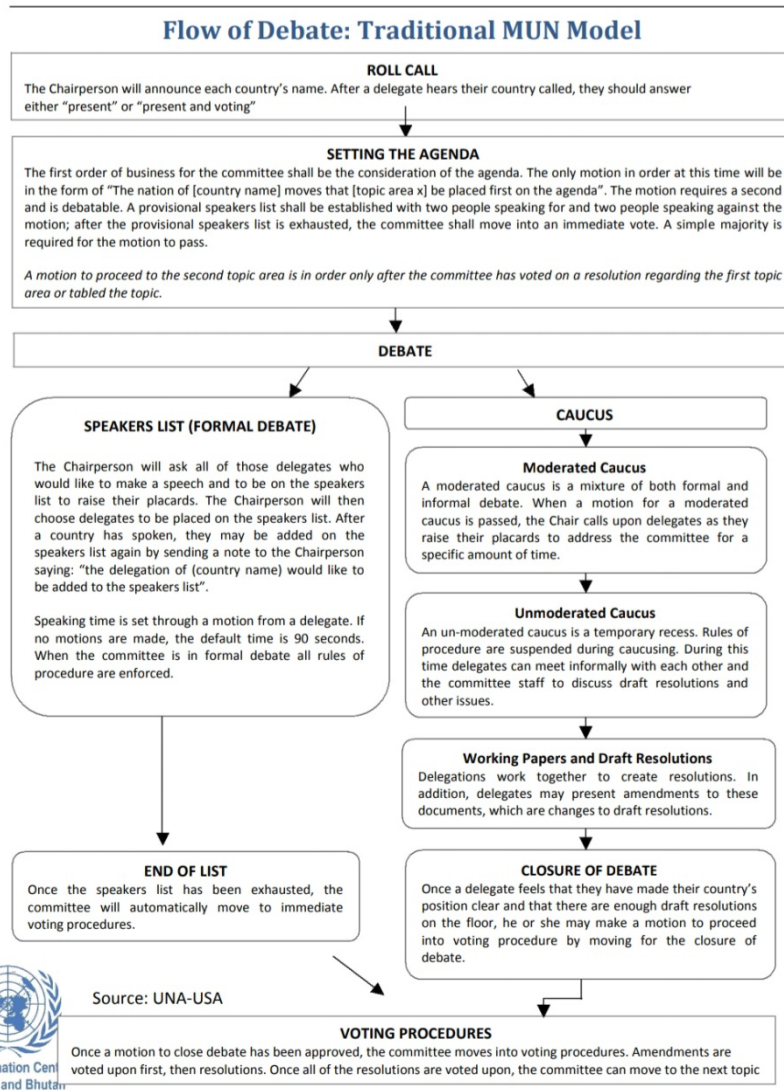 Flow of Debate: Traditional MUN Model
ROLL CALL
The Chairperson will announce each country's name. After a delegate hears their country called, they should answer
either "present" or "present and voting"
SETTING THE AGENDA
The first order of business for the committee shall be the consideration of the agenda. The only motion in order at this time will be
in the form of "The nation of [country name] moves that [topic area x] be placed first on the agenda". The motion requires a second
and is debatable. A provisional speakers list shall be established with two people speaking for and two people speaking against the
motion; after the provisional speakers list is exhausted, the committee shall move into an immediate vote. A simple majority is
required for the motion to pass.
A motion to proceed to the second topic area is in order only after the committee has voted on a resolution regarding the first topic
area or tabled the topic.
DEBATE
SPEAKERS LIST (FORMAL DEBATE)
The Chairperson will ask all of those delegates who
would like to make a speech and to be on the speakers
list to raise their placards. The Chairperson will then
choose delegates to be placed on the speakers list. After
a country has spoken, they may be added on the
speakers list again by sending a note to the Chairperson
saying: "the delegation of (country name) would like to
be added to the speakers list".
Speaking time is set through a motion from a delegate. If
no motions are made, the default time is 90 seconds.
When the committee is in formal debate all rules of
procedure are enforced.
END OF LIST
Once the speakers list has been exhausted, the
committee will automatically move to immediate
voting procedures.
CAUCUS
Moderated Caucus
A moderated caucus is a mixture of both formal and
informal debate. When a motion for a moderated
caucus is passed, the Chair calls upon delegates as they
raise their placards to address the committee for a
specific amount of time.
Unmoderated Caucus
An un-moderated caucus is a temporary recess. Rules of
procedure are suspended during caucusing. During this
time delegates can meet informally with each other and
the committee staff to discuss draft resolutions and
other issues.
Working Papers and Draft Resolutions
Delegations work together to create resolutions. In
addition, delegates may present amendments to these
documents, which are changes to draft resolutions.
CLOSURE OF DEBATE
Once a delegate feels that they have made their country's
position clear and that there are enough draft resolutions
on the floor, he or she may make a motion to proceed
into voting procedure by moving for the closure of
debate.
Source: UNA-USA
VOTING PROCEDURES
Once a motion to close debate has been approved, the committee moves into voting procedures. Amendments are
voted upon first, then resolutions. Once all of the resolutions are voted upon, the committee can move to the next topic
and Bhutan